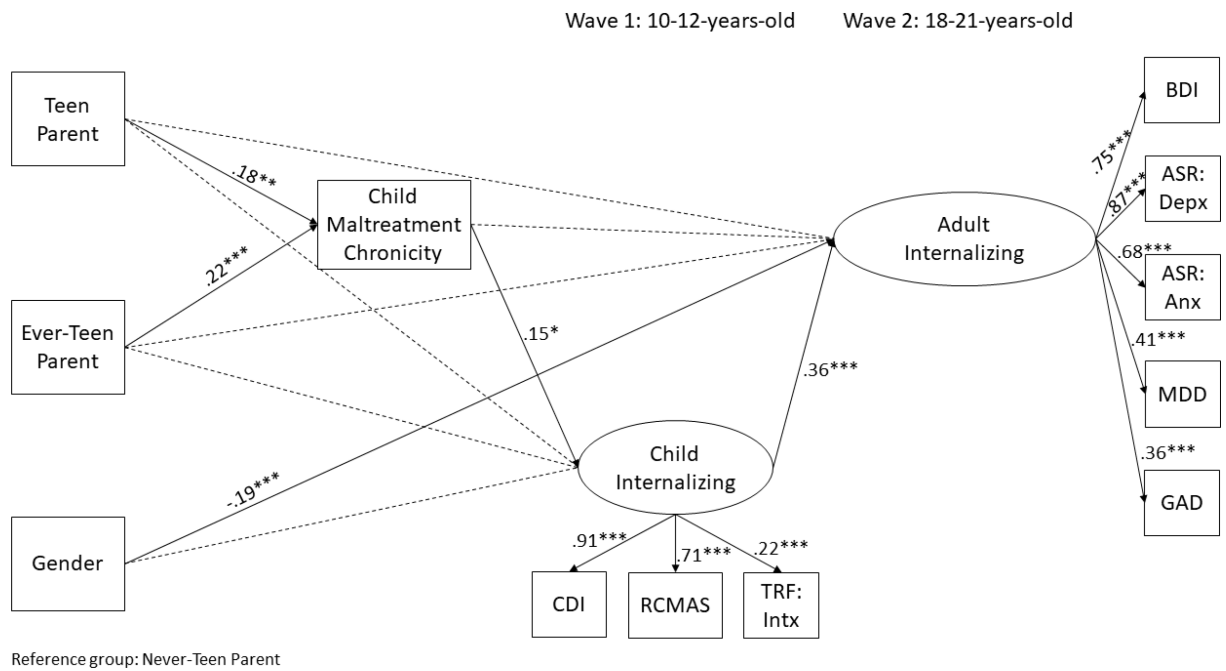 Wave 1: 10-12-years-old
Wave 2: 18-21-years-old
Teen
Parent
Ever-Teen
Parent
Gender
.18**
.22***
-.19***
Child
Maltreatment
Chronicity
.15*
Child
Internalizing
.36***
.91***
.71***
.22***
CDI
RCMAS
TRF:
Intx
Adult
Internalizing
.75***
.87***
.68***
.41***
.36***
BDI
ASR:
Depx
ASR:
Anx
MDD
GAD
Reference group: Never-Teen Parent